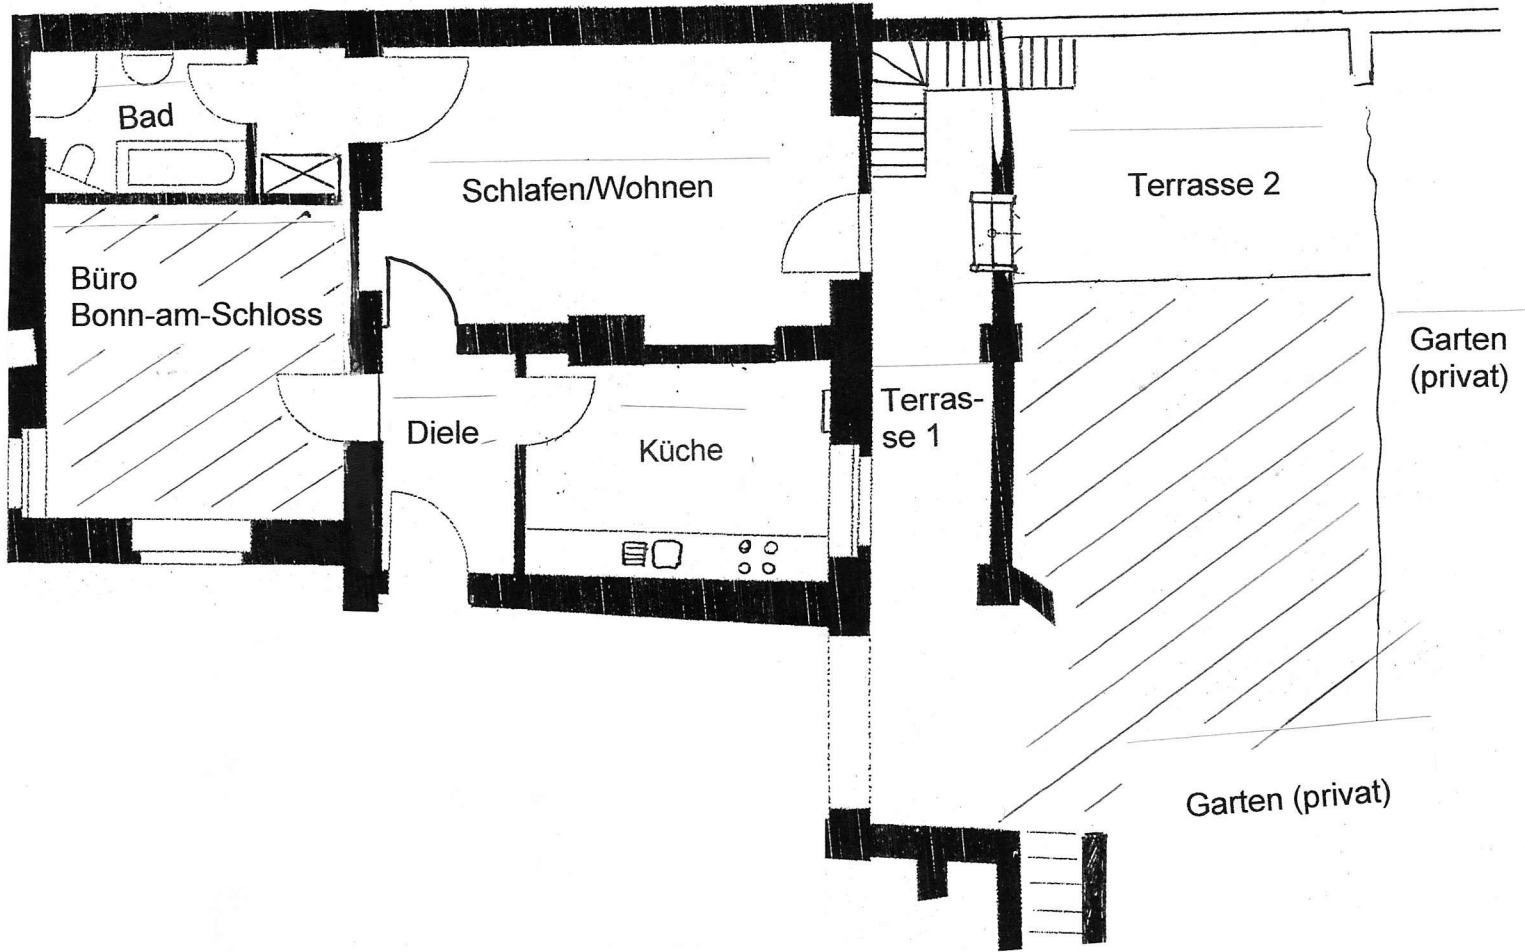 Bad
Schlafen/Wohnen
Terrasse 2
Büro
Bonn-am-Schloss
Garten
(privat)
Terras-
se 1
Diele
Küche
Garten (privat)